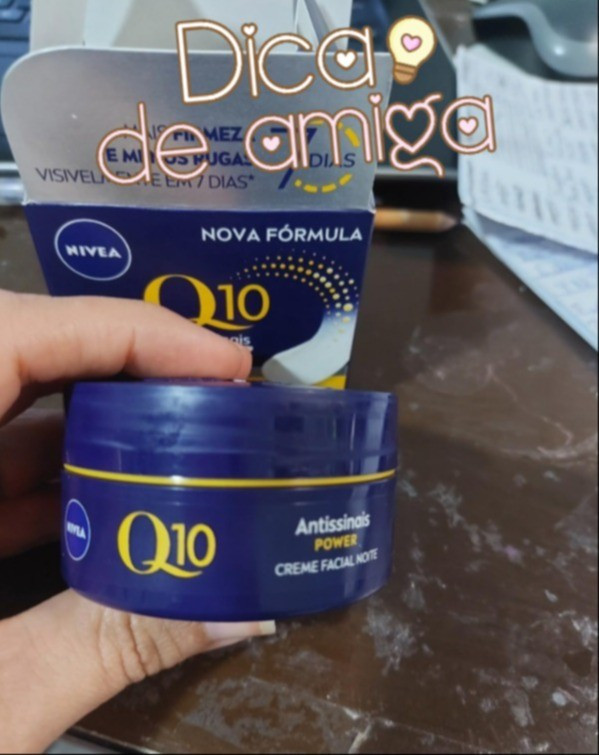 Dica
de amiga
MAIS FIRMEZ
E MENOS RUGAS 7 DIAS
VISIVELMENTE EM 7 DIAS*
NIVEA
NOVA FÓRMULA
Q10
NIVEA
Q10
Antissinais
POWER
CREME FACIAL NOITE